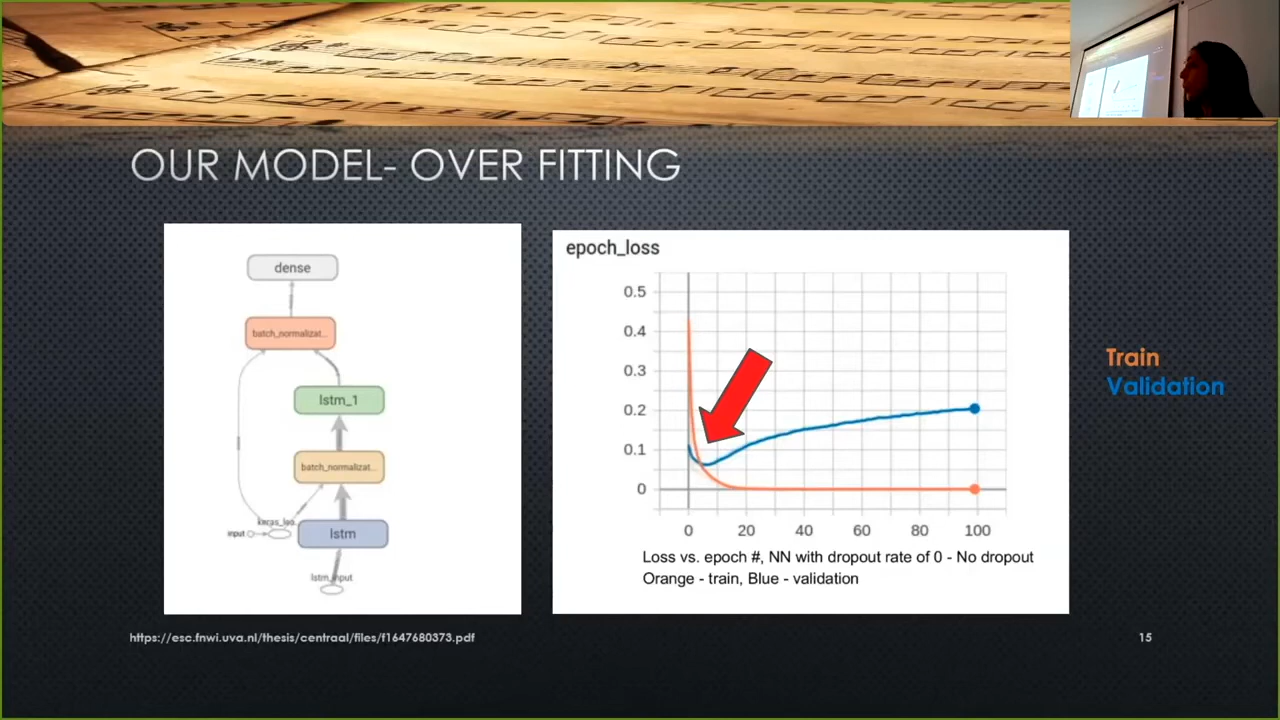 OUR MODEL- OVER FITTING
dense
batch_normalizat...
lstm_1
batch_normalizat...
input
lstm
lstm_input
epoch_loss
0.5
0.4
0.3
0.2
0.1
0
0 20 40 60 80 100
Loss vs. epoch #, NN with dropout rate of 0 - No dropout
Orange - train, Blue - validation
Train
Validation
https://esc.fnwi.uva.nl/thesis/centraal/files/f1647680373.pdf
15